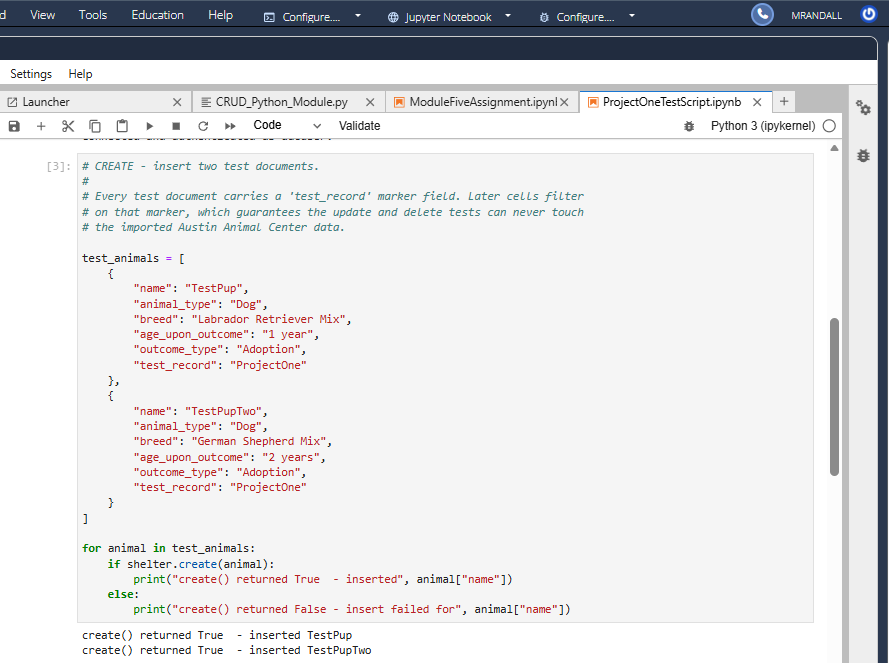 d View Tools Education Help Configure.... Jupyter Notebook Configure.... MRANDALL
Settings Help
Launcher CRUD_Python_Module.py ModuleFiveAssignment.ipynl ProjectOneTestScript.ipynb
Code Validate Python 3 (ipykernel)
[3]: # CREATE - insert two test documents.
#
# Every test document carries a 'test_record' marker field. Later cells filter
# on that marker, which guarantees the update and delete tests can never touch
# the imported Austin Animal Center data.
test_animals = [
    {
        "name": "TestPup",
        "animal_type": "Dog",
        "breed": "Labrador Retriever Mix",
        "age_upon_outcome": "1 year",
        "outcome_type": "Adoption",
        "test_record": "ProjectOne"
    },
    {
        "name": "TestPupTwo",
        "animal_type": "Dog",
        "breed": "German Shepherd Mix",
        "age_upon_outcome": "2 years",
        "outcome_type": "Adoption",
        "test_record": "ProjectOne"
    }
]
for animal in test_animals:
    if shelter.create(animal):
        print("create() returned True  - inserted", animal["name"])
    else:
        print("create() returned False - insert failed for", animal["name"])
create() returned True  - inserted TestPup
create() returned True  - inserted TestPupTwo